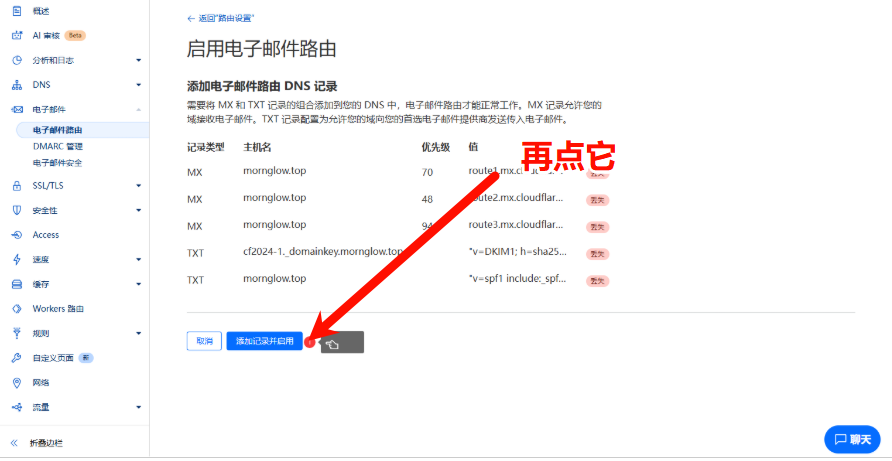 概述
AI 审核 Beta
分析和日志
DNS
电子邮件
电子邮件路由
DMARC 管理
电子邮件安全
SSL/TLS
安全性
Access
速度
缓存
Workers 路由
规则
自定义页面 新
网络
流量
折叠边栏
← 返回"路由设置"
启用电子邮件路由
添加电子邮件路由 DNS 记录
需要将 MX 和 TXT 记录的组合添加到您的 DNS 中，电子邮件路由才能正常工作。MX 记录允许您的
域接收电子邮件。TXT 记录配置为允许您的域向您的首选电子邮件提供商发送传入电子邮件。
记录类型 主机名 优先级 值
再点它
MX mornglow.top 70 route1.mx.cloudflar... 丢失
MX mornglow.top 48 route2.mx.cloudflar... 丢失
MX mornglow.top 94 route3.mx.cloudflar... 丢失
TXT cf2024-1._domainkey.mornglow.top "v=DKIM1; h=sha25... 丢失
TXT mornglow.top "v=spf1 include:_spf... 丢失
取消 添加记录并启用
聊天